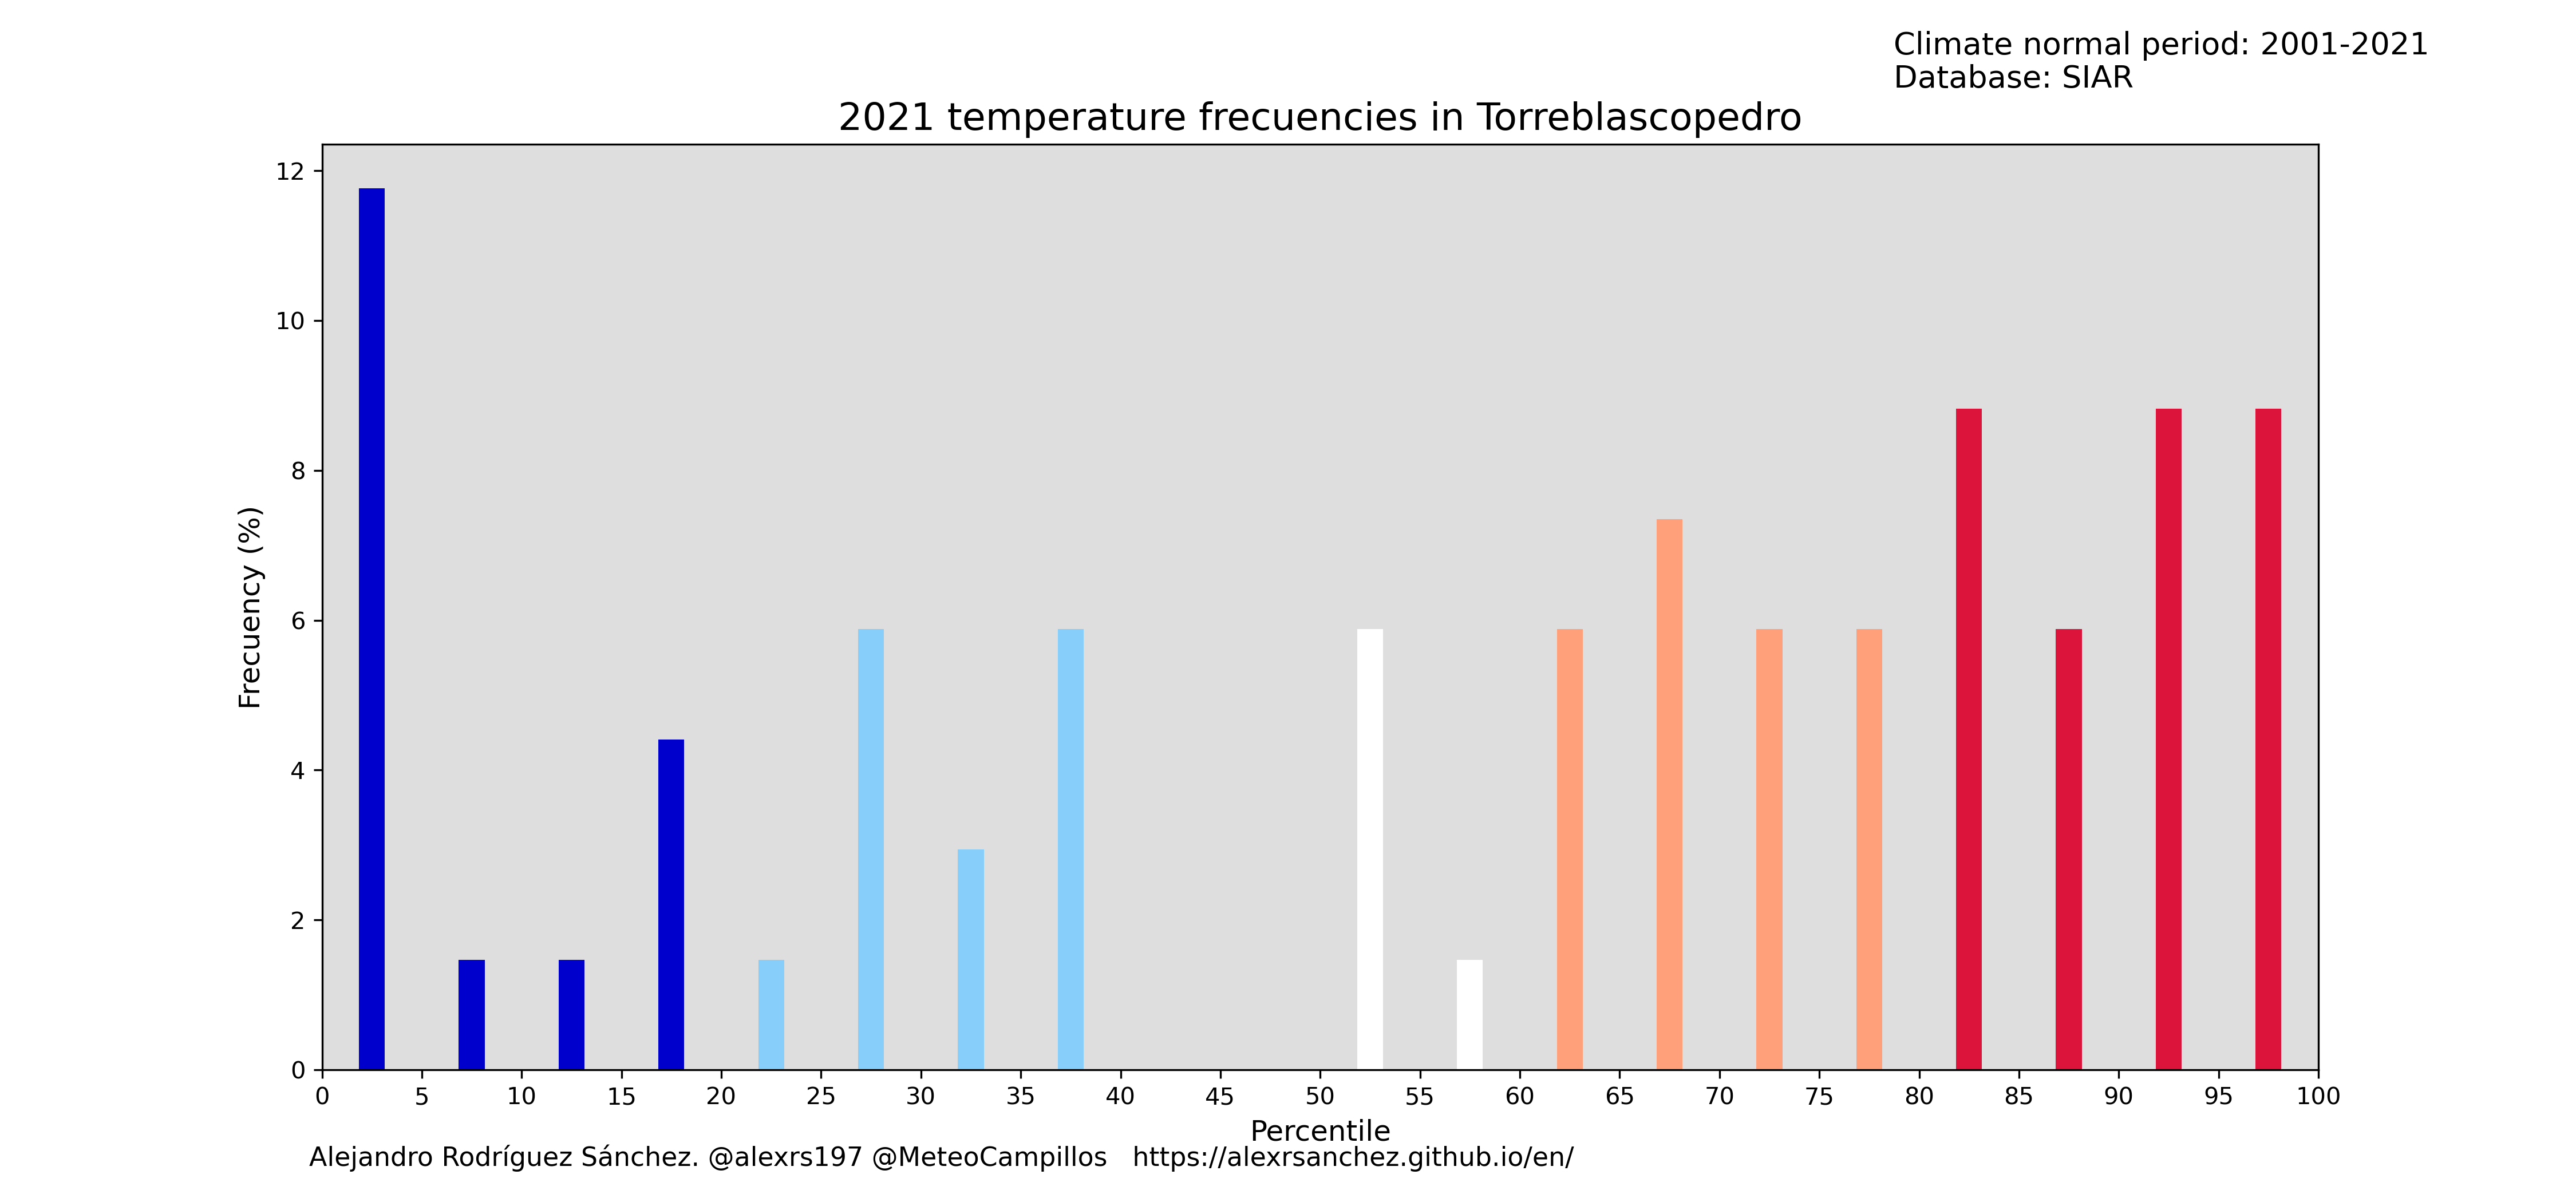 Climate normal period: 2001-2021
Database: SIAR
2021 temperature frecuencies in Torreblascopedro
12
10
8
6
4
2
0
Frecuency (%)
0 5 10 15 20 25 30 35 40 45 50 55 60 65 70 75 80 85 90 95 100
Percentile
Alejandro Rodríguez Sánchez. @alexrs197 @MeteoCampillos https://alexrsanchez.github.io/en/